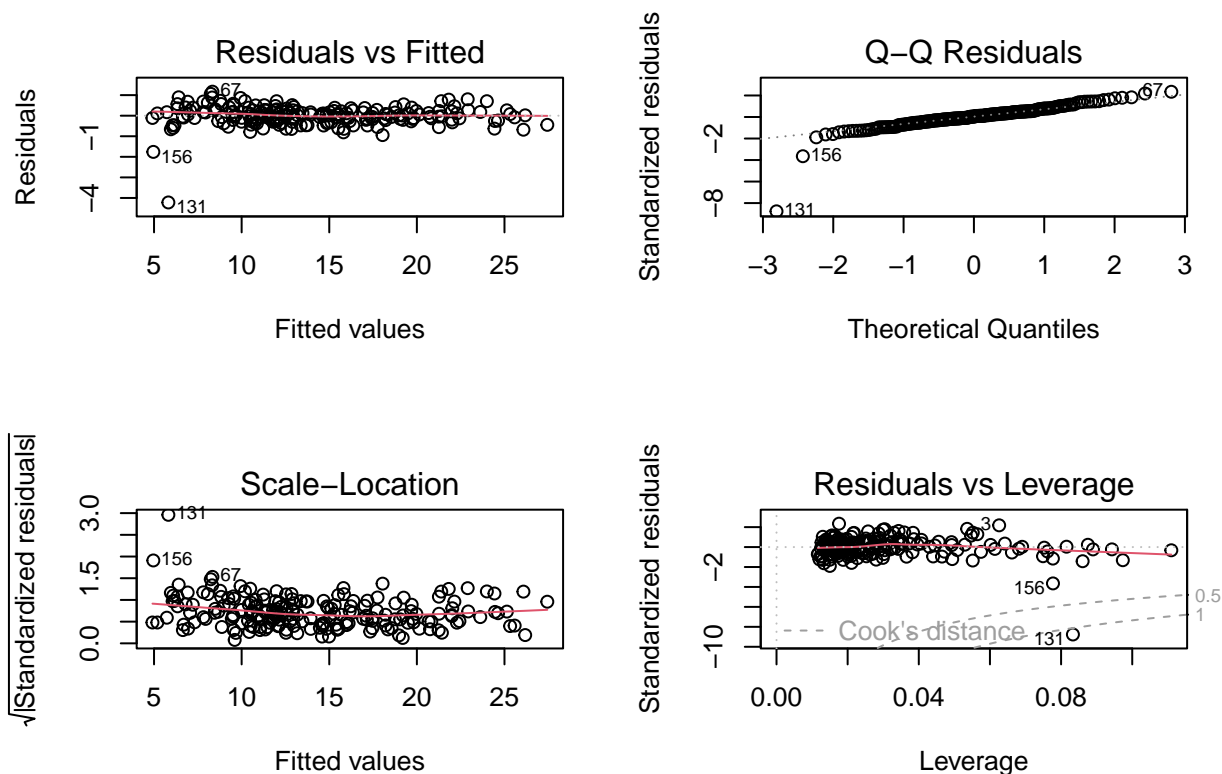 Residuals vs Fitted
Residuals
−1
−4
67
156
131
5 10 15 20 25
Fitted values
Q−Q Residuals
Standardized residuals
−2
−8
67
156
131
−3 −2 −1 0 1 2 3
Theoretical Quantiles
Scale−Location
√|Standardized residuals|
3.0
1.5
0.0
131
156
67
5 10 15 20 25
Fitted values
Residuals vs Leverage
Standardized residuals
−2
−10
3
156
0.5
1
Cook's distance
131
0.00 0.04 0.08
Leverage